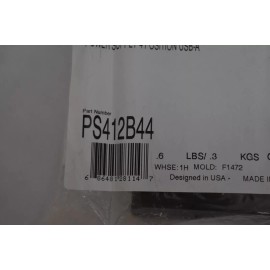 POWER SUPPLY 4 POSITION USB-A
Part Number
PS412B44
.6 LBS/ .3 KGS
WHSE: 1H MOLD: F1472
Designed in USA - MADE IN